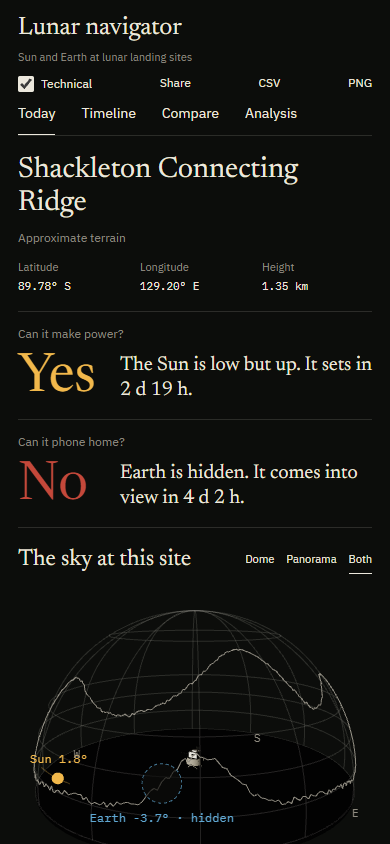 Lunar navigator
Sun and Earth at lunar landing sites
Technical Share CSV PNG
Today Timeline Compare Analysis
Shackleton Connecting
Ridge
Approximate terrain
Latitude Longitude Height
89.78° S 129.20° E 1.35 km
Can it make power?
Yes
The Sun is low but up. It sets in
2 d 19 h.
Can it phone home?
No
Earth is hidden. It comes into
view in 4 d 2 h.
The sky at this site Dome Panorama Both
S
W
Sun 1.8°
E
Earth -3.7° · hidden